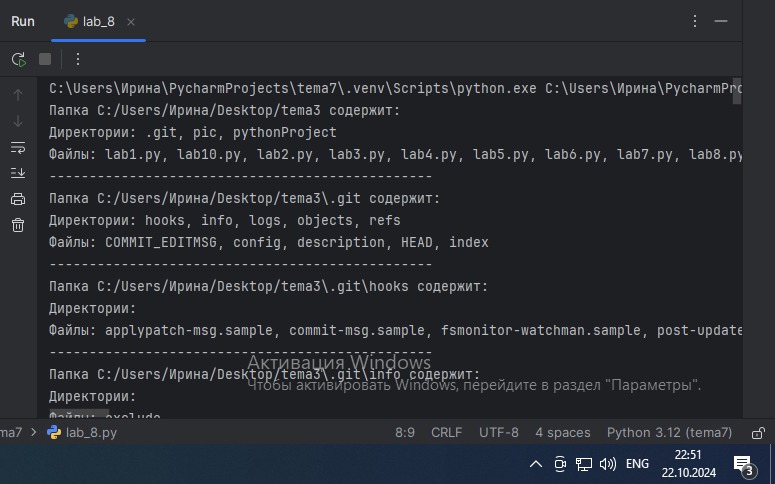 Run lab_8
C:\Users\Ирина\PycharmProjects\tema7\.venv\Scripts\python.exe C:\Users\Ирина\PycharmPro
Папка C:/Users/Ирина/Desktop/tema3 содержит:
Директории: .git, pic, pythonProject
Файлы: lab1.py, lab10.py, lab2.py, lab3.py, lab4.py, lab5.py, lab6.py, lab7.py, lab8.py
------------------------------------------------
Папка C:/Users/Ирина/Desktop/tema3\.git содержит:
Директории: hooks, info, logs, objects, refs
Файлы: COMMIT_EDITMSG, config, description, HEAD, index
------------------------------------------------
Папка C:/Users/Ирина/Desktop/tema3\.git\hooks содержит:
Директории:
Файлы: applypatch-msg.sample, commit-msg.sample, fsmonitor-watchman.sample, post-update
------------------------------------------------
Активация Windows
Папка C:/Users/Ирина/Desktop/tema3\.git\info содержит:
Чтобы активировать Windows, перейдите в раздел "Параметры".
Директории:
Файлы: exclude
ma7 > lab_8.py 8:9 CRLF UTF-8 4 spaces Python 3.12 (tema7)
ENG 22:51
22.10.2024 3